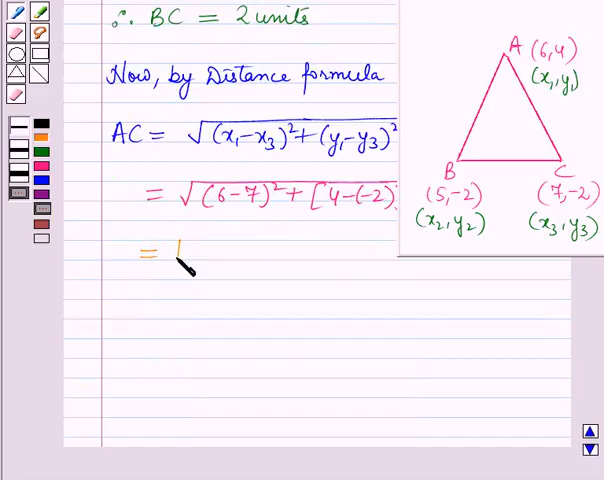 ∴ BC = 2 units
Now, by Distance formula
AC = √(x₁-x₃)²+(y₁-y₃)²
= √(6-7)²+[4-(-2)]
=
A (6,4)
(x₁,y₁)
B
C
(5,-2)
(7,-2)
(x₂,y₂)
(x₃,y₃)